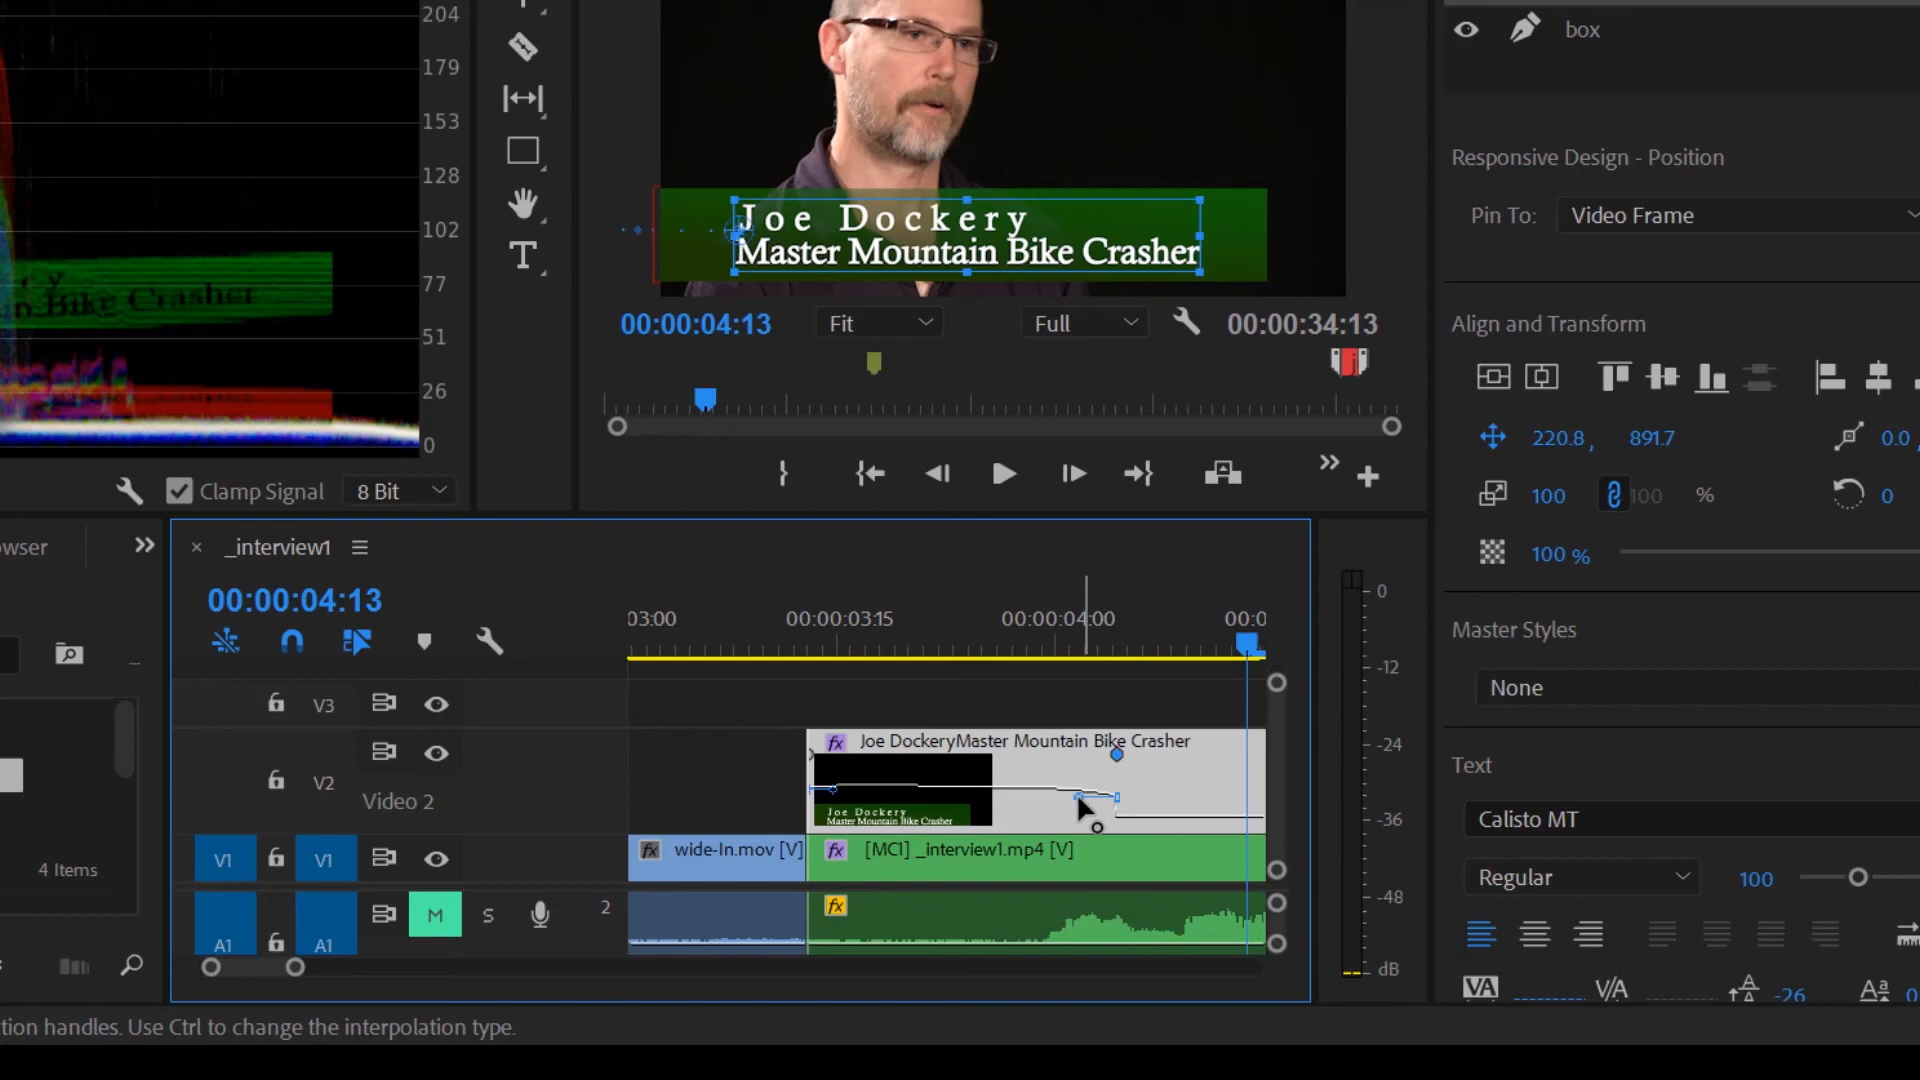 204
179
153
128
102
77
51
26
0
Clamp Signal
8 Bit
Joe Dockery
Master Mountain Bike Crasher
00:00:04:13
Fit
Full
00:00:34:13
box
Responsive Design - Position
Pin To:
Video Frame
Align and Transform
220.8 ,
891.7
0.0 ,
100
100
%
0
100 %
Master Styles
None
Text
Calisto MT
Regular
100
-26
0
_interview1
00:00:04:13
03:00
00:00:03:15
00:00:04:00
00:0
V3
V2
Video 2
fx
Joe DockeryMaster Mountain Bike Crasher
Joe Dockery
Master Mountain Bike Crasher
V1
V1
fx
wide-In.mov [V]
fx
[MC1] _interview1.mp4 [V]
A1
A1
M
S
2
fx
0
-12
-24
-36
-48
dB
owser
4 Items
tion handles. Use Ctrl to change the interpolation type.